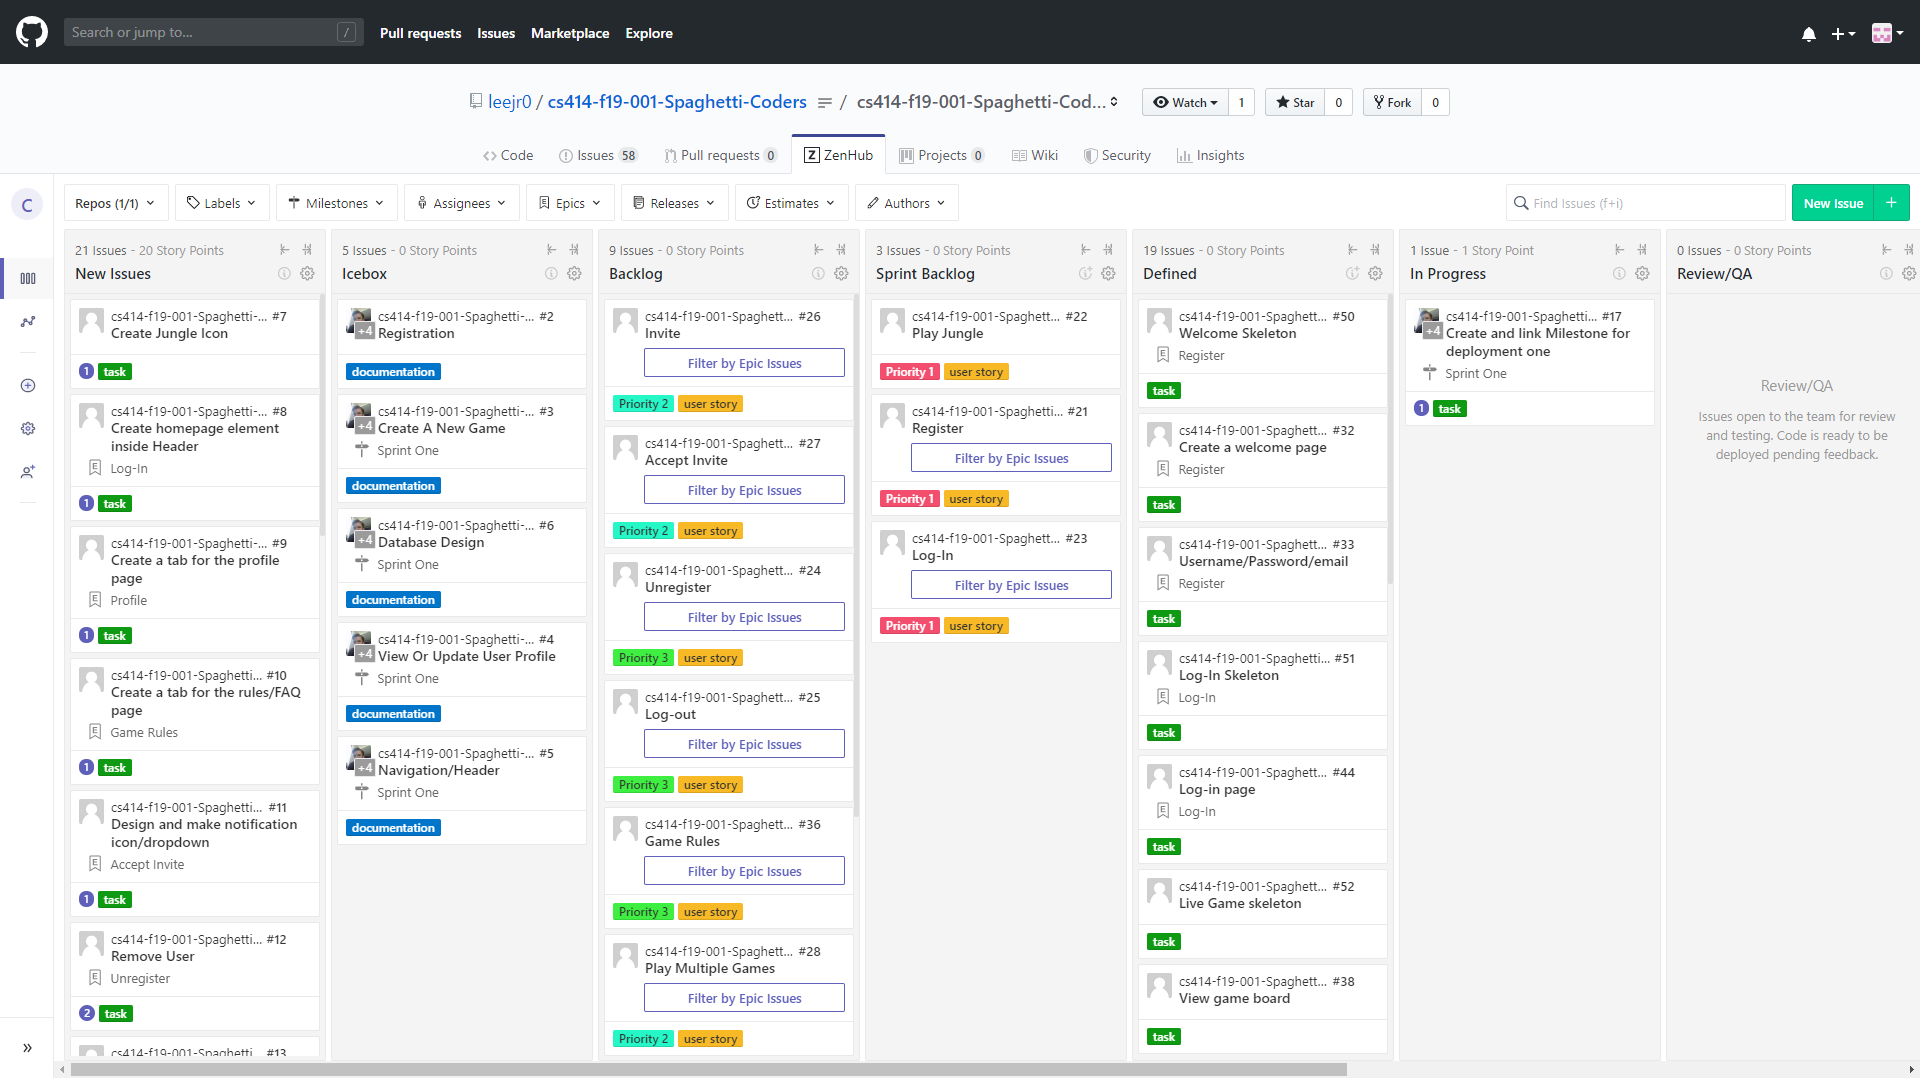 Search or jump to...
/
Pull requests
Issues
Marketplace
Explore
leejr0 / cs414-f19-001-Spaghetti-Coders / cs414-f19-001-Spaghetti-Cod...
Watch 1
Star 0
Fork 0
Code
Issues 58
Pull requests 0
Z ZenHub
Projects 0
Wiki
Security
Insights
C
Repos (1/1)
Labels
Milestones
Assignees
Epics
Releases
Estimates
Authors
Find Issues (f+i)
New Issue +
21 Issues - 20 Story Points
New Issues
cs414-f19-001-Spaghetti-... #7
Create Jungle Icon
1 task
cs414-f19-001-Spaghetti-... #8
Create homepage element
inside Header
Log-In
1 task
cs414-f19-001-Spaghetti-... #9
Create a tab for the profile
page
Profile
1 task
cs414-f19-001-Spaghetti... #10
Create a tab for the rules/FAQ
page
Game Rules
1 task
cs414-f19-001-Spaghetti... #11
Design and make notification
icon/dropdown
Accept Invite
1 task
cs414-f19-001-Spaghetti... #12
Remove User
Unregister
2 task
cs414-f19-001-Spaghetti... #13
5 Issues - 0 Story Points
Icebox
+4
cs414-f19-001-Spaghetti-... #2
Registration
documentation
+4
cs414-f19-001-Spaghetti-... #3
Create A New Game
Sprint One
documentation
+4
cs414-f19-001-Spaghetti-... #6
Database Design
Sprint One
documentation
+4
cs414-f19-001-Spaghetti-... #4
View Or Update User Profile
Sprint One
documentation
+4
cs414-f19-001-Spaghetti-... #5
Navigation/Header
Sprint One
documentation
9 Issues - 0 Story Points
Backlog
cs414-f19-001-Spaghett... #26
Invite
Filter by Epic Issues
Priority 2 user story
cs414-f19-001-Spaghett... #27
Accept Invite
Filter by Epic Issues
Priority 2 user story
cs414-f19-001-Spaghett... #24
Unregister
Filter by Epic Issues
Priority 3 user story
cs414-f19-001-Spaghett... #25
Log-out
Filter by Epic Issues
Priority 3 user story
cs414-f19-001-Spaghett... #36
Game Rules
Filter by Epic Issues
Priority 3 user story
cs414-f19-001-Spaghett... #28
Play Multiple Games
Filter by Epic Issues
Priority 2 user story
3 Issues - 0 Story Points
Sprint Backlog
cs414-f19-001-Spaghett... #22
Play Jungle
Priority 1 user story
cs414-f19-001-Spaghetti... #21
Register
Filter by Epic Issues
Priority 1 user story
cs414-f19-001-Spaghett... #23
Log-In
Filter by Epic Issues
Priority 1 user story
19 Issues - 0 Story Points
Defined
cs414-f19-001-Spaghett... #50
Welcome Skeleton
Register
task
cs414-f19-001-Spaghett... #32
Create a welcome page
Register
task
cs414-f19-001-Spaghett... #33
Username/Password/email
Register
task
cs414-f19-001-Spaghetti... #51
Log-In Skeleton
Log-In
task
cs414-f19-001-Spaghett... #44
Log-in page
Log-In
task
cs414-f19-001-Spaghett... #52
Live Game skeleton
task
cs414-f19-001-Spaghett... #38
View game board
task
1 Issue - 1 Story Point
In Progress
+4
cs414-f19-001-Spaghetti... #17
Create and link Milestone for
deployment one
Sprint One
1 task
0 Issues - 0 Story Points
Review/QA
Review/QA
Issues open to the team for review
and testing. Code is ready to be
deployed pending feedback.